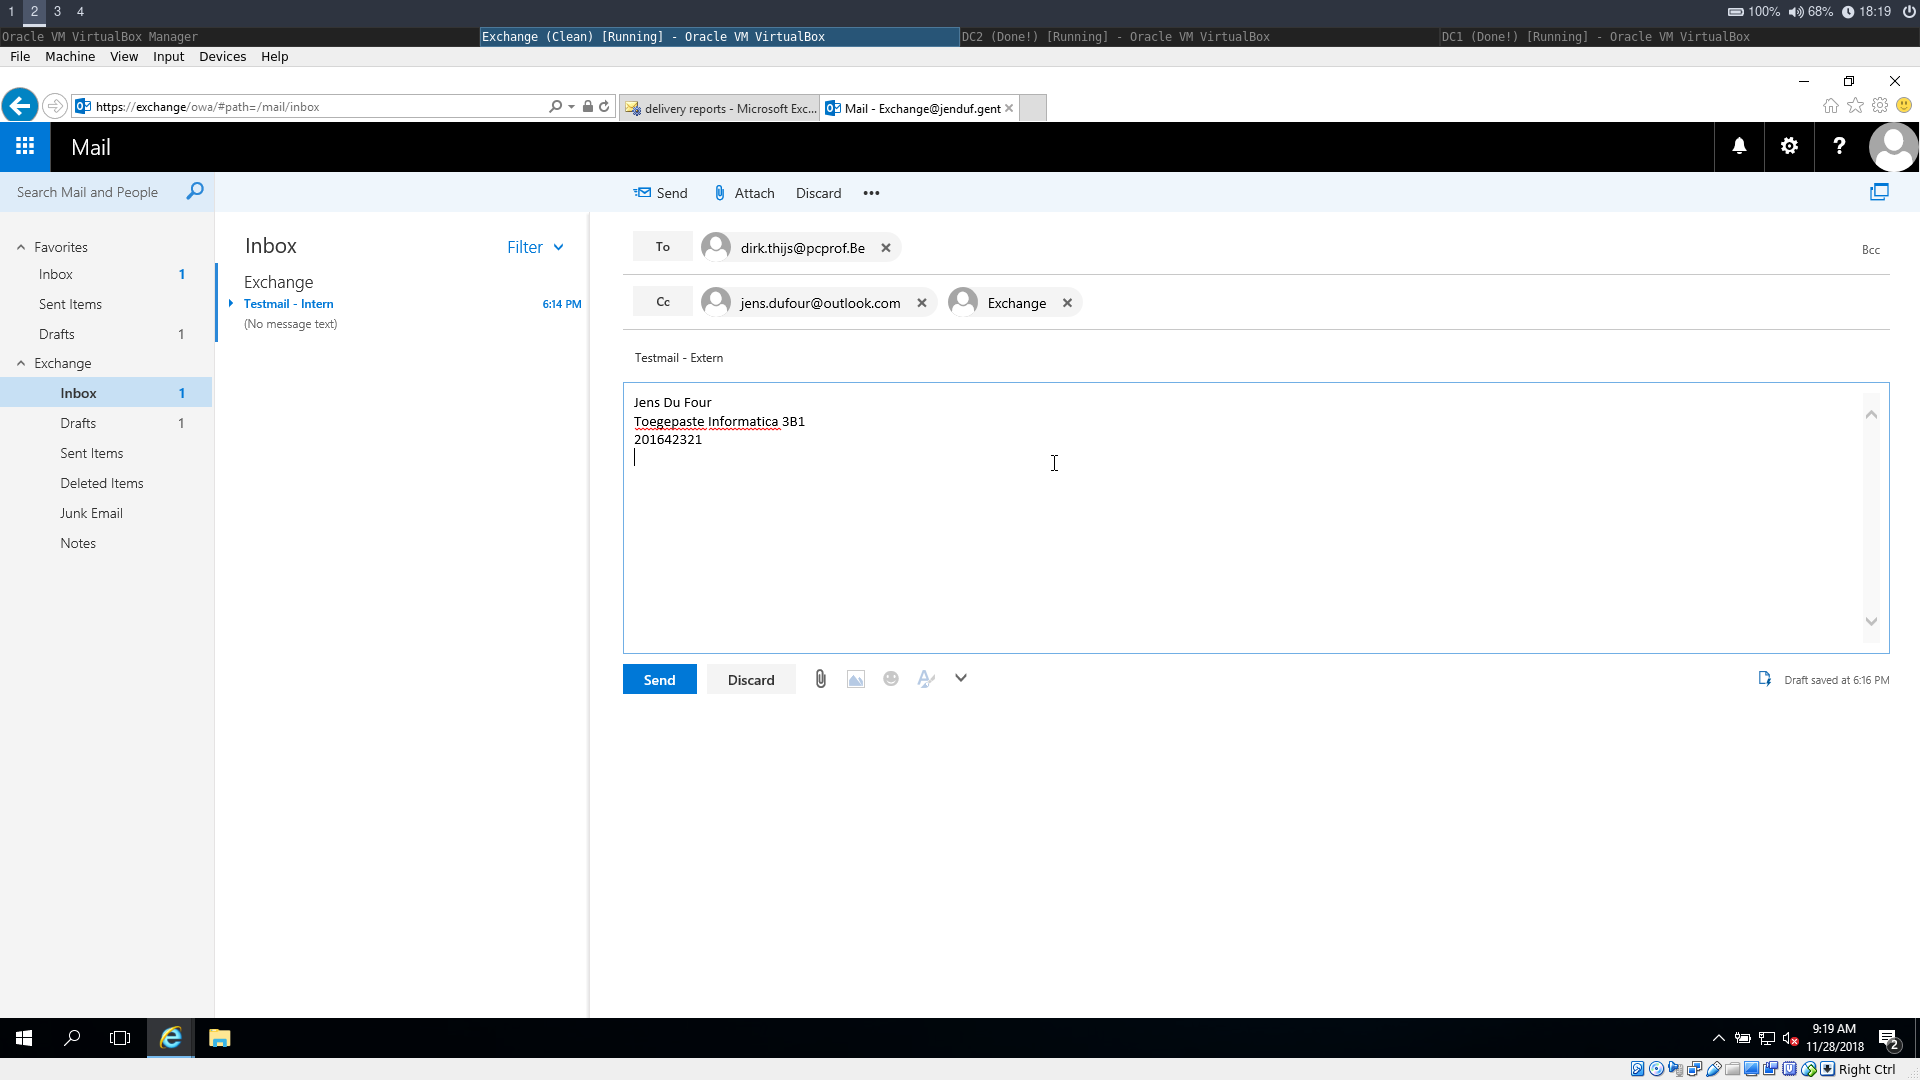 1 2 3 4
100% 68% 18:19
Oracle VM VirtualBox Manager
Exchange (Clean) [Running] - Oracle VM VirtualBox
DC2 (Done!) [Running] - Oracle VM VirtualBox
DC1 (Done!) [Running] - Oracle VM VirtualBox
File Machine View Input Devices Help
https://exchange/owa/#path=/mail/inbox
delivery reports - Microsoft Exc...
Mail - Exchange@jenduf.gent
Mail
?
Search Mail and People
Send Attach Discard •••
Favorites
Inbox 1
Sent Items
Drafts 1
Exchange
Inbox 1
Drafts 1
Sent Items
Deleted Items
Junk Email
Notes
Inbox Filter
Exchange
Testmail - Intern 6:14 PM
(No message text)
To dirk.thijs@pcprof.Be
Bcc
Cc jens.dufour@outlook.com Exchange
Testmail - Extern
Jens Du Four
Toegepaste Informatica 3B1
201642321
Send Discard
Draft saved at 6:16 PM
9:19 AM
11/28/2018
2
Right Ctrl